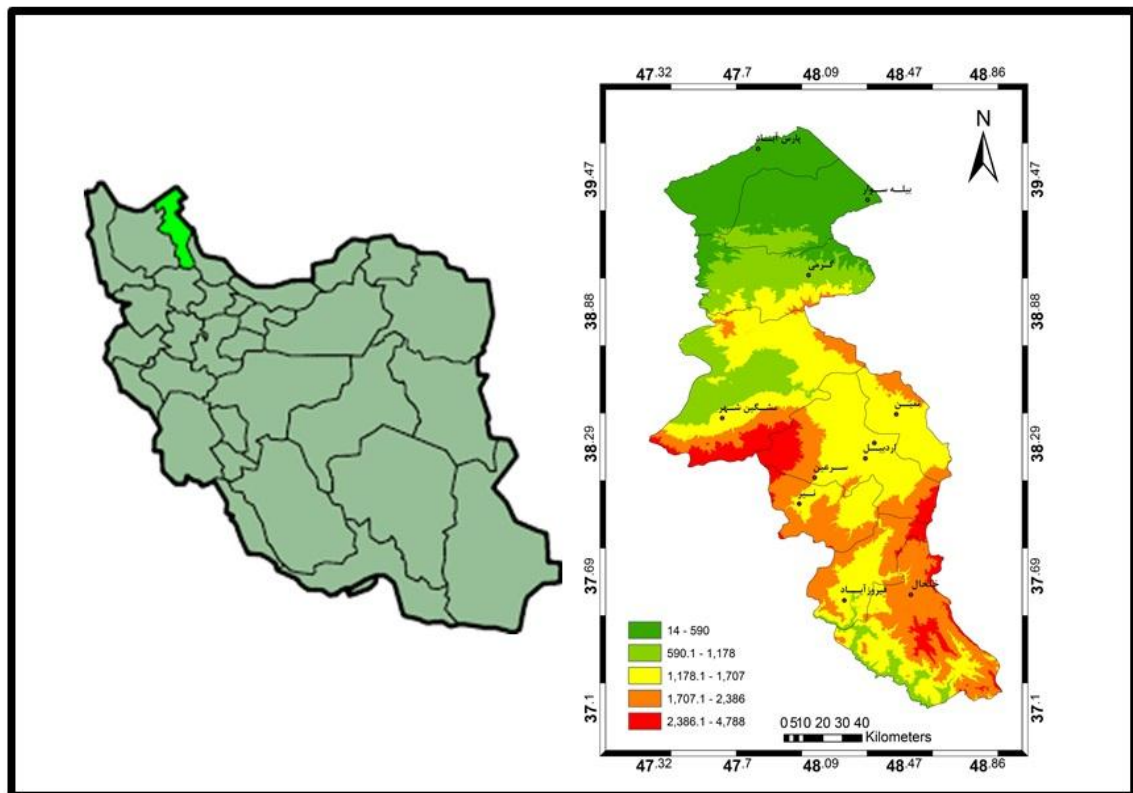 47.32 47.7 48.09 48.47 48.86
N
39.47
38.88
38.29
37.69
37.1
پارس آباد
بیله سوار
گرمی
مشگین شهر
نمین
اردبیل
سرعین
نیر
خلخال
فیروزآباد
39.47
38.88
38.29
37.69
37.1
14 - 590
590.1 - 1,178
1,178.1 - 1,707
1,707.1 - 2,386
2,386.1 - 4,788
0 5 10 20 30 40
Kilometers
47.32 47.7 48.09 48.47 48.86